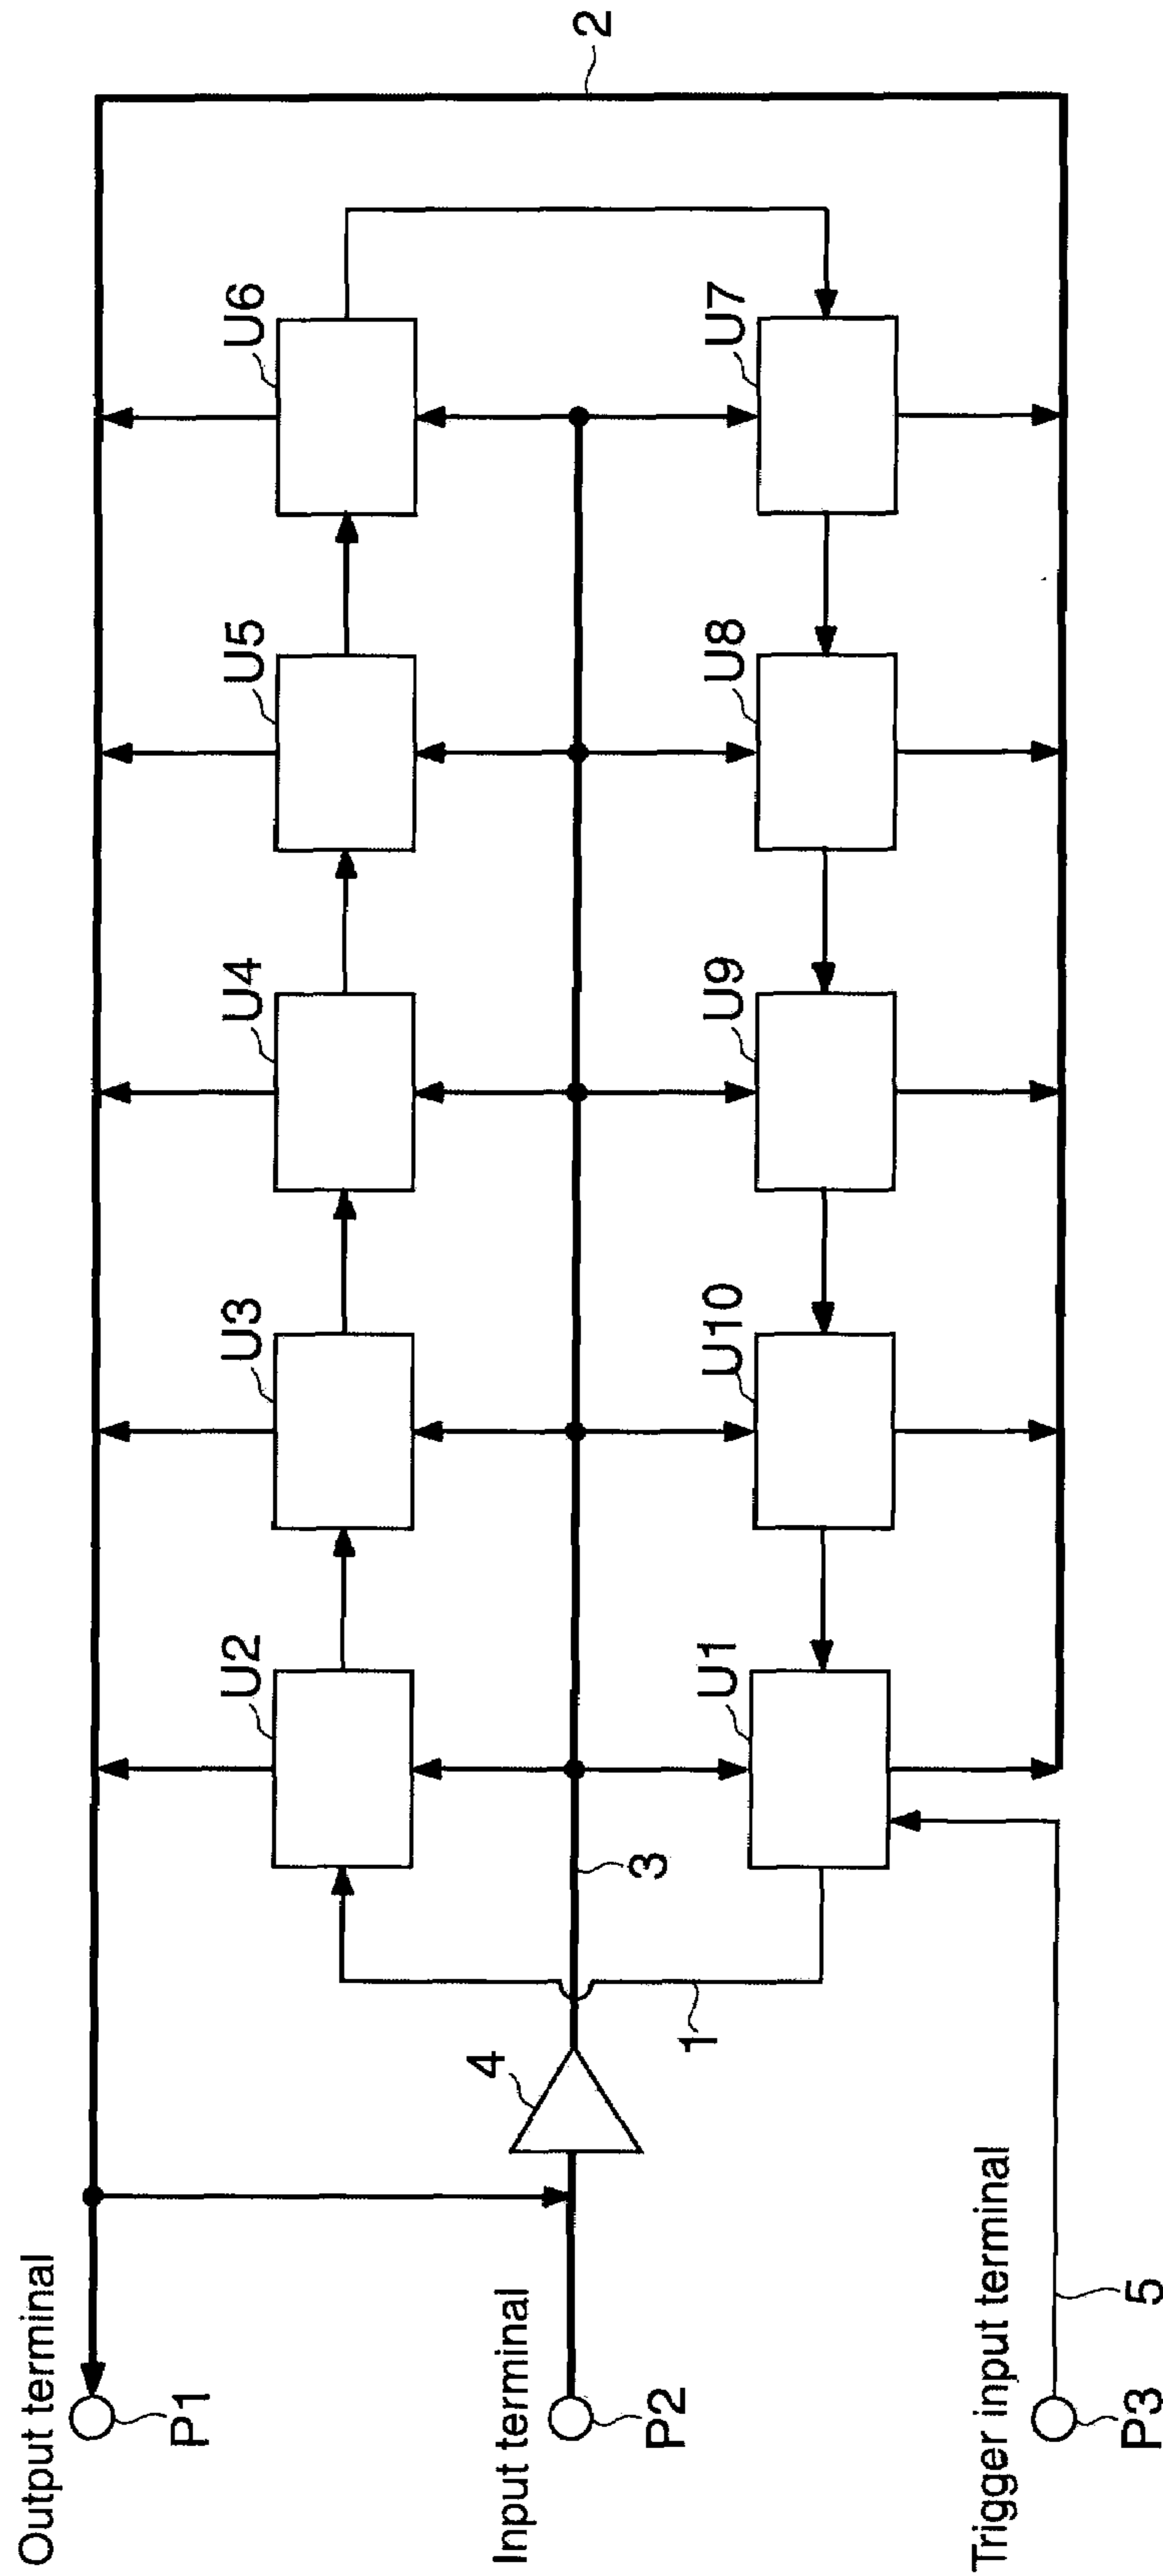 2
U2
U3
U4
U5
U6
Output terminal
P1
4
3
Input terminal
P2
1
U1
U10
U9
U8
U7
Trigger input terminal
P3
5